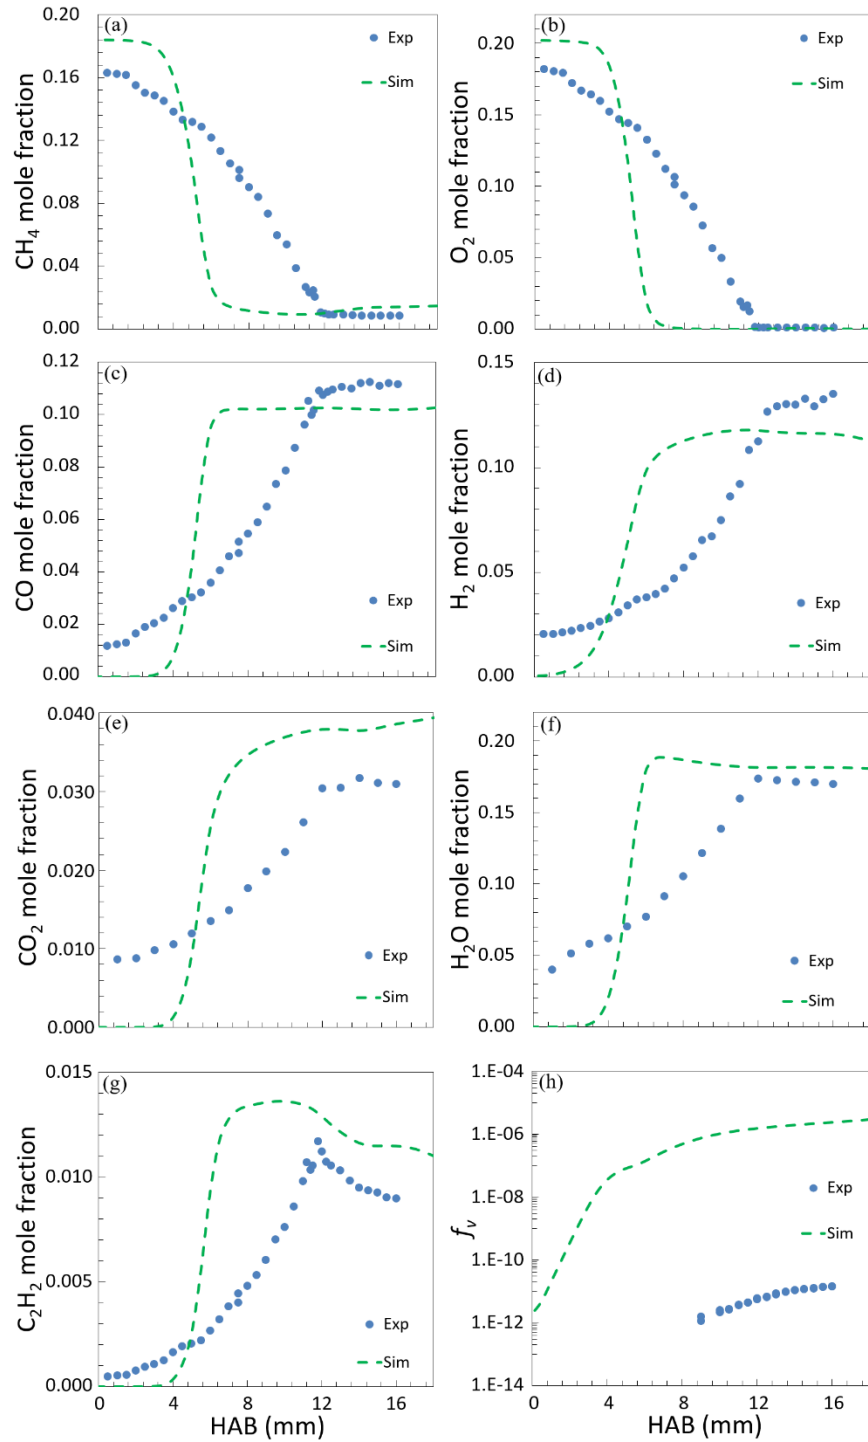 (a)
0.20
0.16
0.12
0.08
0.04
0.00
CH₄ mole fraction
Exp
Sim
(b)
0.20
0.15
0.10
0.05
0.00
O₂ mole fraction
Exp
Sim
(c)
0.12
0.10
0.08
0.06
0.04
0.02
0.00
CO mole fraction
Exp
Sim
(d)
0.15
0.10
0.05
0.00
H₂ mole fraction
Exp
Sim
(e)
0.040
0.030
0.020
0.010
0.000
CO₂ mole fraction
Exp
Sim
(f)
0.20
0.15
0.10
0.05
0.00
H₂O mole fraction
Exp
Sim
(g)
0.015
0.010
0.005
0.000
C₂H₂ mole fraction
Exp
Sim
0 4 8 12 16
HAB (mm)
(h)
1.E-04
1.E-06
1.E-08
1.E-10
1.E-12
1.E-14
fᵥ
Exp
Sim
0 4 8 12 16
HAB (mm)